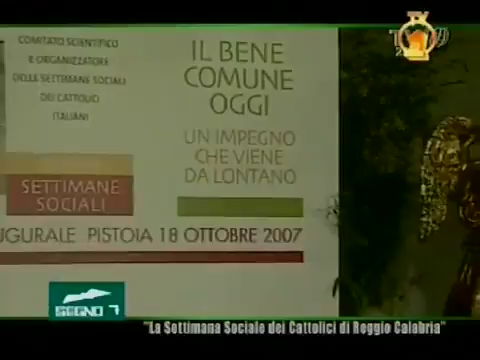 COMITATO SCIENTIFICO
E ORGANIZZATORE
DELLE SETTIMANE SOCIALI
DEI CATTOLICI
ITALIANI
IL BENE
COMUNE
OGGI
UN IMPEGNO
CHE VIENE
DA LONTANO
SETTIMANE
SOCIALI
UGURALE PISTOIA 18 OTTOBRE 2007
SEGNO 7
"La Settimana Sociale dei Cattolici di Reggio Calabria"